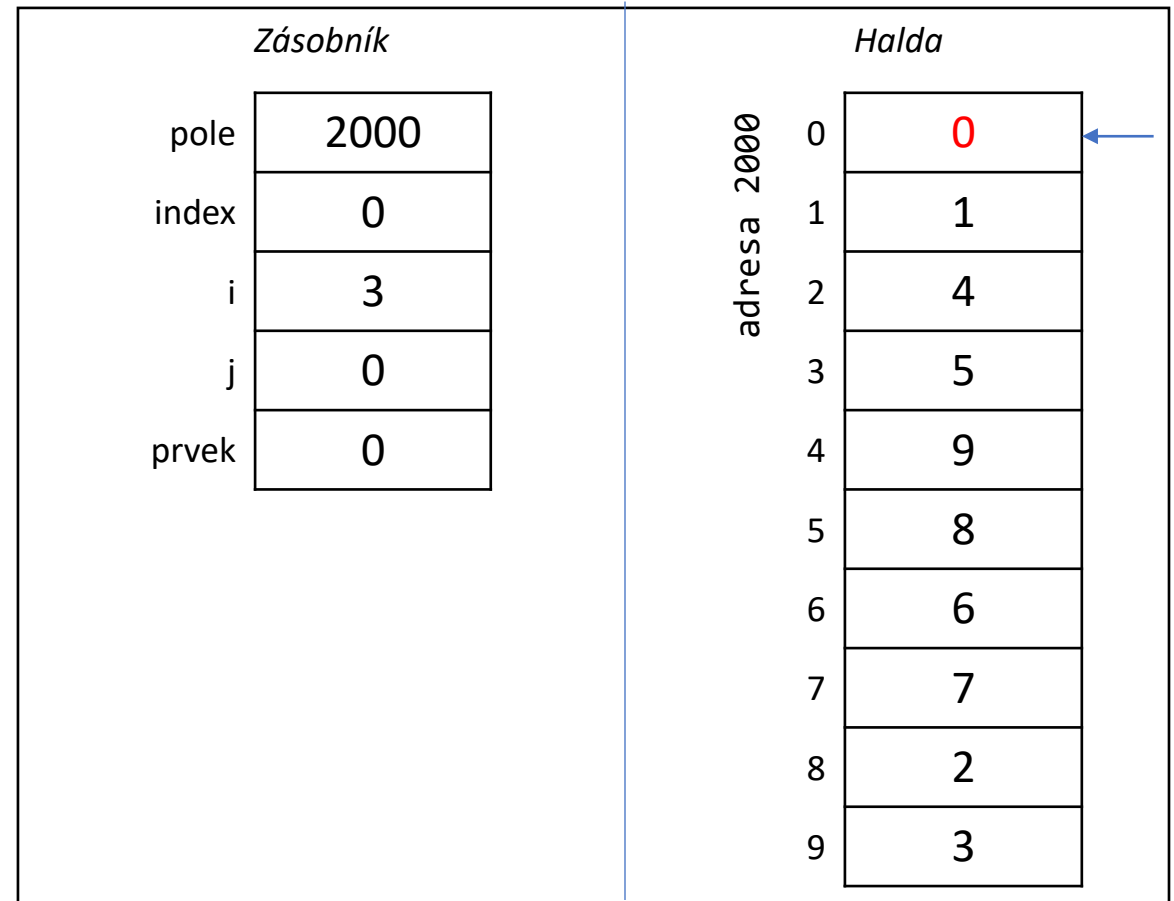 Zásobník
pole 2000
index 0
i 3
j 0
prvek 0
Halda
adresa 2000
0 0
1 1
2 4
3 5
4 9
5 8
6 6
7 7
8 2
9 3